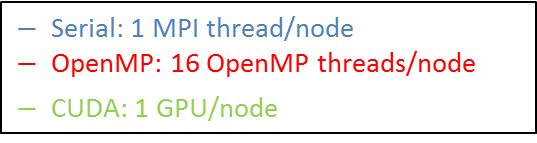 – Serial: 1 MPI thread/node
– OpenMP: 16 OpenMP threads/node
– CUDA: 1 GPU/node